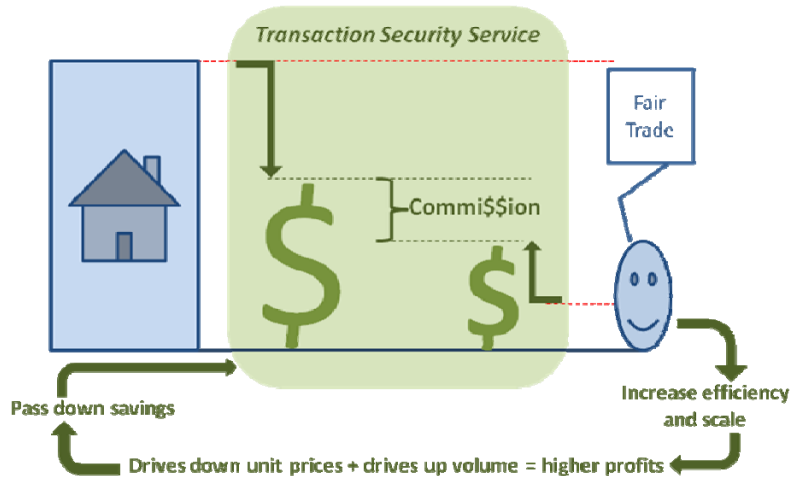 Transaction Security Service
Fair
Trade
Commi$$ion
$
$
Increase efficiency
and scale
Pass down savings
Drives down unit prices + drives up volume = higher profits